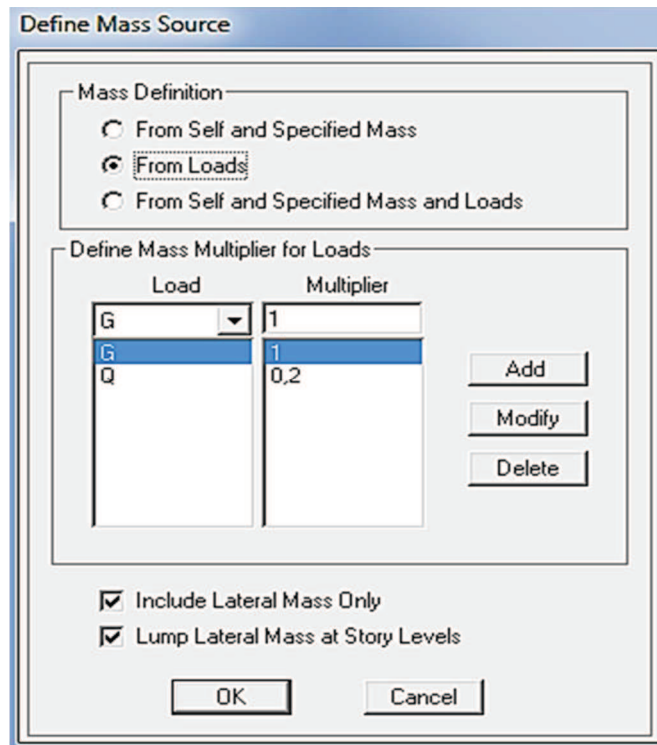 Define Mass Source
Mass Definition
From Self and Specified Mass
From Loads
From Self and Specified Mass and Loads
Define Mass Multiplier for Loads
Load Multiplier
G 1
G 1
Q 0,2
Add
Modify
Delete
Include Lateral Mass Only
Lump Lateral Mass at Story Levels
OK Cancel